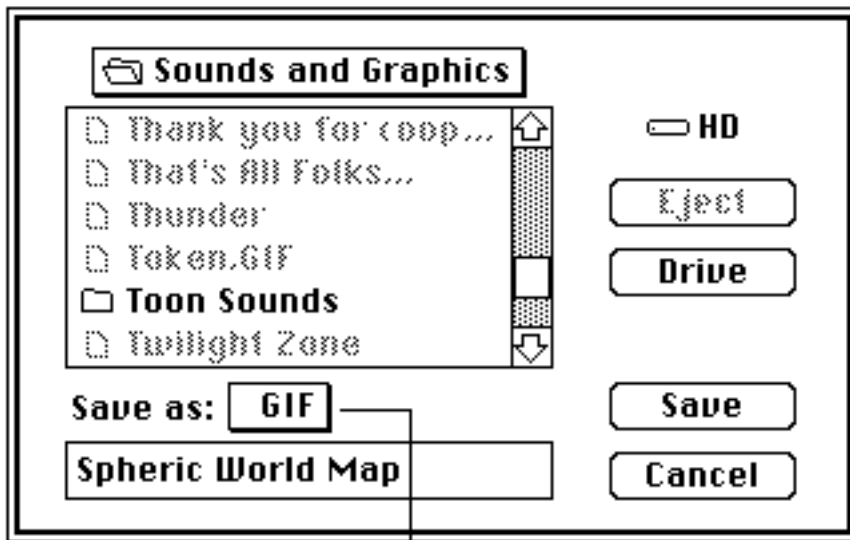 Sounds and Graphics
Thank you for coop...
That's All Folks...
Thunder
Token.GIF
Toon Sounds
Twilight Zone
HD
Eject
Drive
Save as: GIF
Spheric World Map
Save
Cancel